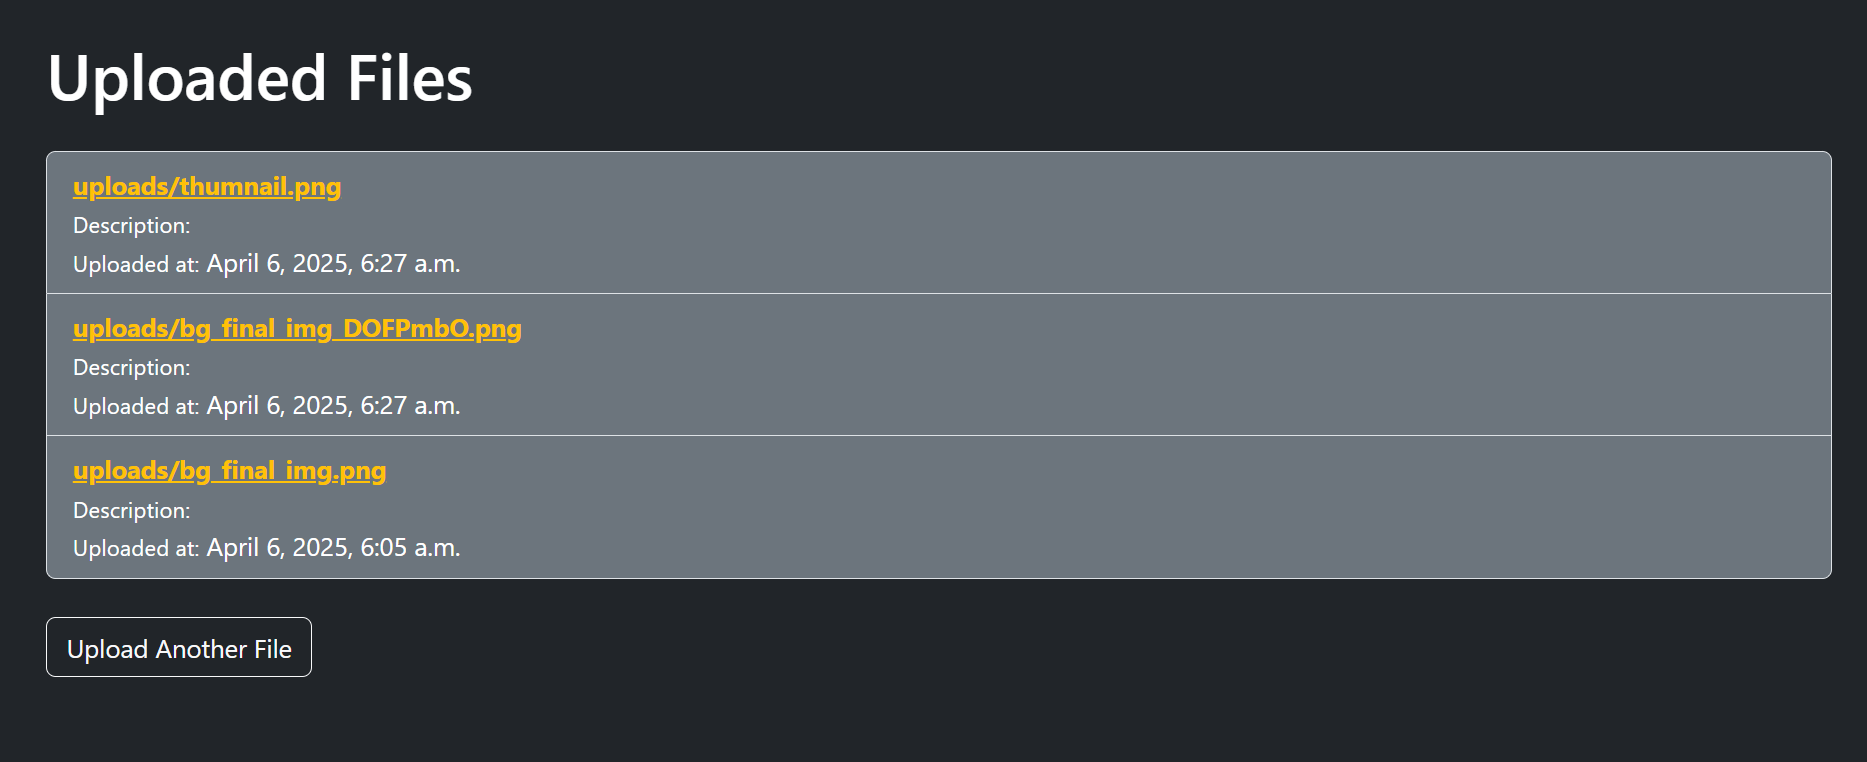 Uploaded Files
uploads/thumnail.png
Description:
Uploaded at: April 6, 2025, 6:27 a.m.
uploads/bg_final_img_DOFPmbO.png
Description:
Uploaded at: April 6, 2025, 6:27 a.m.
uploads/bg_final_img.png
Description:
Uploaded at: April 6, 2025, 6:05 a.m.
Upload Another File